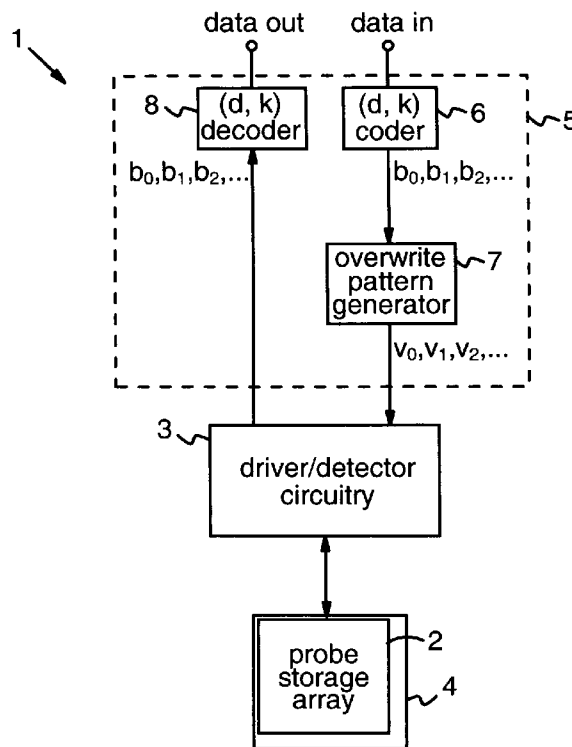 data out data in
1
8 (d, k) decoder
(d, k) coder 6
5
b₀,b₁,b₂,... b₀,b₁,b₂,...
overwrite pattern generator 7
v₀,v₁,v₂,...
3
driver/detector
circuitry
2
probe
storage
array
4